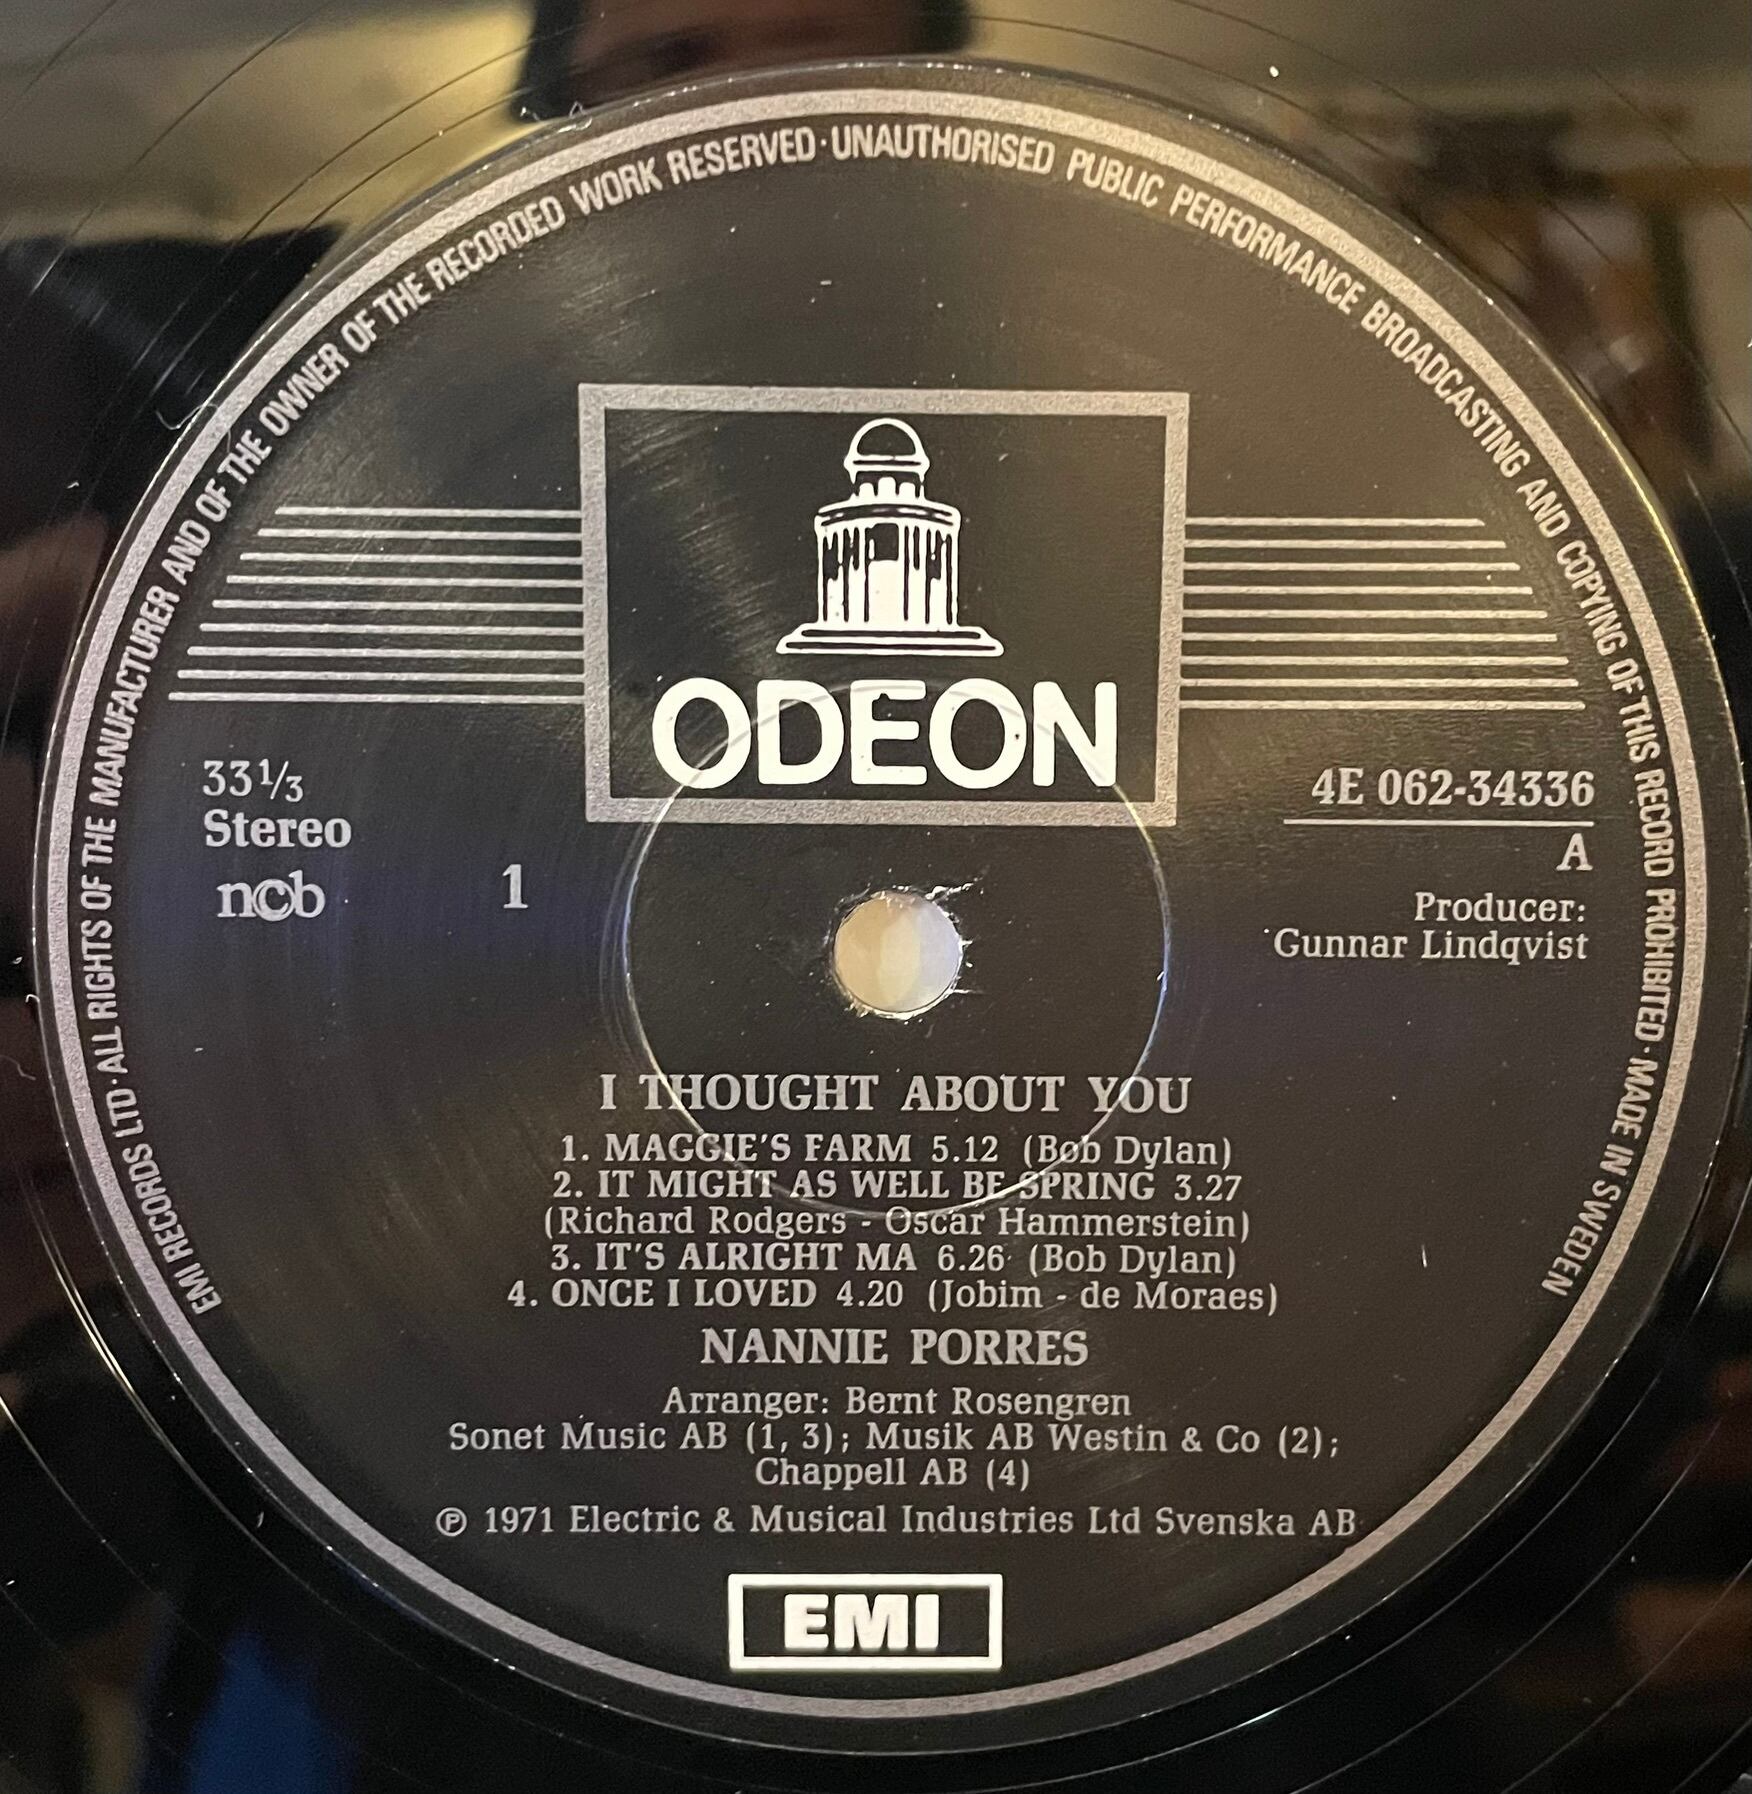 EMI RECORDS LTD · ALL RIGHTS OF THE MANUFACTURER AND OF THE OWNER OF THE RECORDED WORK RESERVED · UNAUTHORISED PUBLIC PERFORMANCE BROADCASTING AND COPYING OF THIS RECORD PROHIBITED · MADE IN SWEDEN
ODEON
33⅓
Stereo
ncb
1
4E 062-34336
A
Producer:
Gunnar Lindqvist
I THOUGHT ABOUT YOU
1. MAGGIE'S FARM 5.12 (Bob Dylan)
2. IT MIGHT AS WELL BE SPRING 3.27
(Richard Rodgers - Oscar Hammerstein)
3. IT'S ALRIGHT MA 6.26 (Bob Dylan)
4. ONCE I LOVED 4.20 (Jobim - de Moraes)
NANNIE PORRES
Arranger: Bernt Rosengren
Sonet Music AB (1, 3); Musik AB Westin & Co (2);
Chappell AB (4)
℗ 1971 Electric & Musical Industries Ltd Svenska AB
EMI